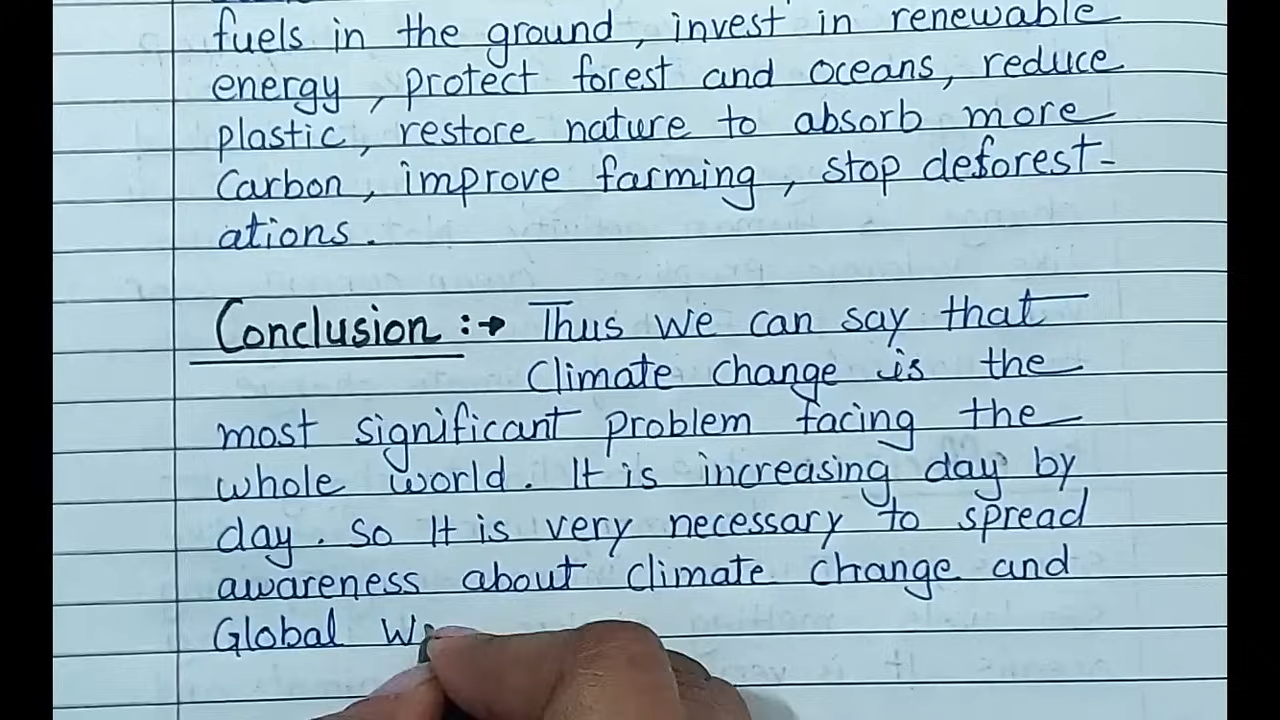 fuels in the ground, invest in renewable
energy, protect forest and oceans, reduce
plastic, restore nature to absorb more
Carbon, improve farming, stop deforest-
ations.
Conclusion :→ Thus we can say that
Climate change is the
most significant problem facing the
whole world. It is increasing day by
day. So It is very necessary to spread
awareness about climate change and
Global